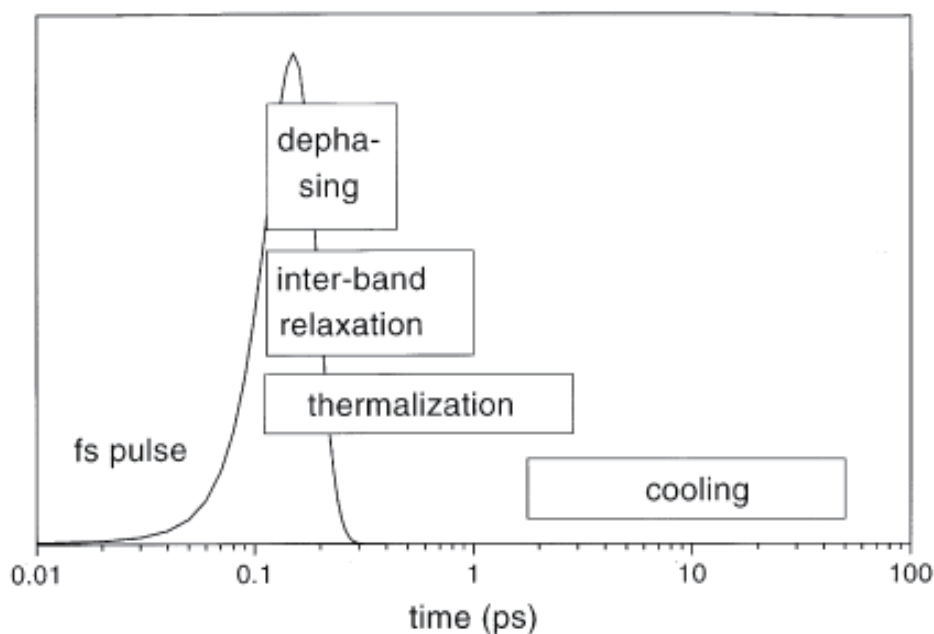 depha-
sing
inter-band
relaxation
thermalization
fs pulse
cooling
0.01 0.1 1 10 100
time (ps)